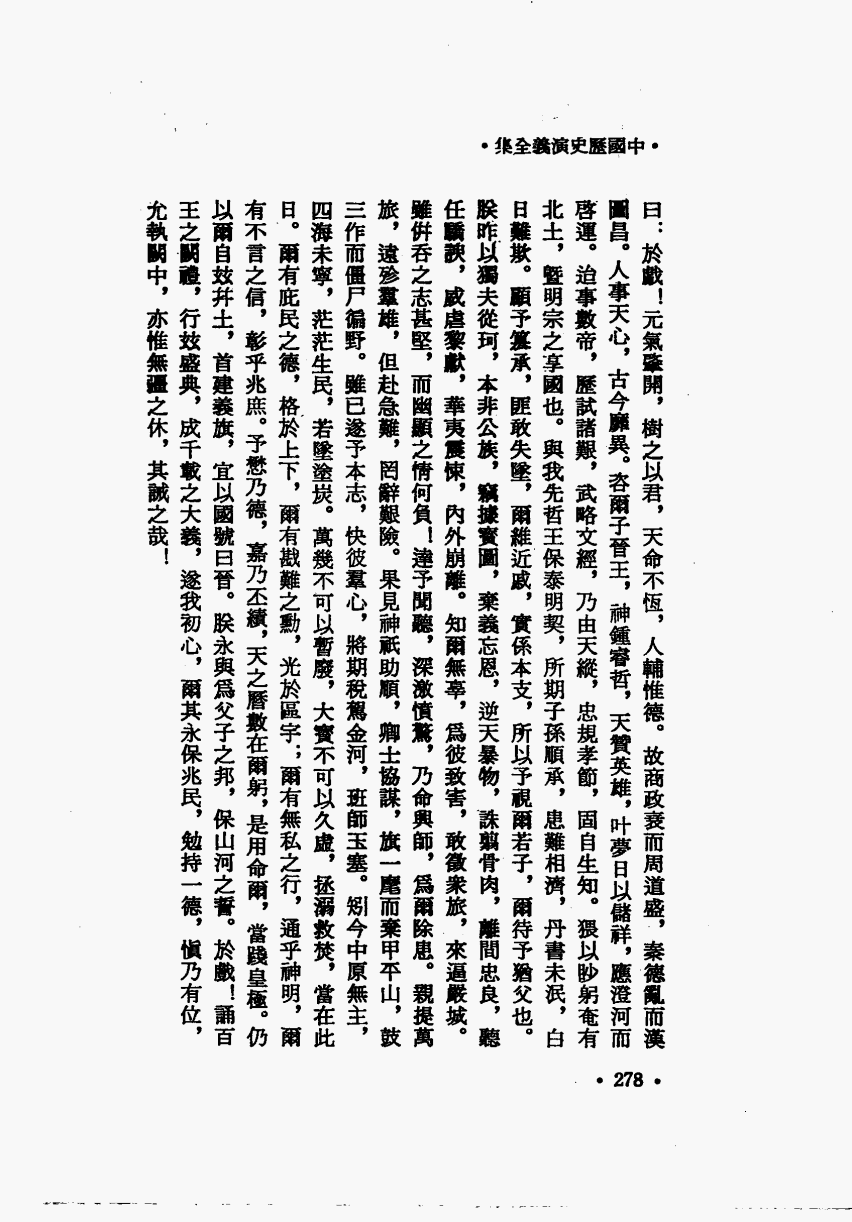 •中國歷史演義全集•
曰：於戲！元氣肇開，樹之以君，天命不恆，人輔惟德。故商政衰而周道盛，秦德亂而漢
圖昌。人事天心，古今靡異。咨爾子晉王，神鍾睿哲，天贊英雄，叶夢日以儲祥，應澄河而
啓運。迨事數帝，歷試諸艱，武略文經，乃由天縱，忠規孝節，固自生知。猥以眇躬奄有
北土，曁明宗之享國也。與我先哲王保泰明契，所期子孫順承，患難相濟，丹書未泯，白
日難欺。顧予篡承，匪敢失墜，爾維近戚，實係本支，所以予視爾若子，爾待予猶父也。
朕昨以獨夫從珂，本非公族，竊據寶圖，棄義忘恩，逆天暴物，誅翦骨肉，離間忠良，聽
任驕諛，威虐黎獻，華夷震悚，內外崩離。知爾無辜，爲彼致害，敢徵衆旅，來逼嚴城。
雖倂吞之志甚堅，而幽顯之情何負！達予聞聽，深激憤驚，乃命興師，爲爾除患。親提萬
旅，遠殄羣雄，但赴急難，罔辭艱險。果見神祇助順，卿士協謀，旗一麾而棄甲平山，鼓
三作而僵尸徧野。雖已遂予本志，快彼羣心，將期稅駕金河，班師玉塞。矧今中原無主，
四海未寧，茫茫生民，若墜塗炭。萬幾不可以暫廢，大寶不可以久虛，拯溺救焚，當在此
日。爾有庇民之德，格於上下，爾有戡難之勳，光於區宇；爾有無私之行，通乎神明，爾
有不言之信，彰乎兆庶。予懋乃德，嘉乃丕績，天之曆數在爾躬，是用命爾，當踐皇極。仍
以爾自玆幷土，首建義旗，宜以國號曰晉。朕永與爲父子之邦，保山河之誓。於戲！誦百
王之闕禮，行玆盛典，成千載之大義，遂我初心，爾其永保兆民，勉持一德，愼乃有位，
允執闕中，亦惟無疆之休，其誡之哉！
•278•